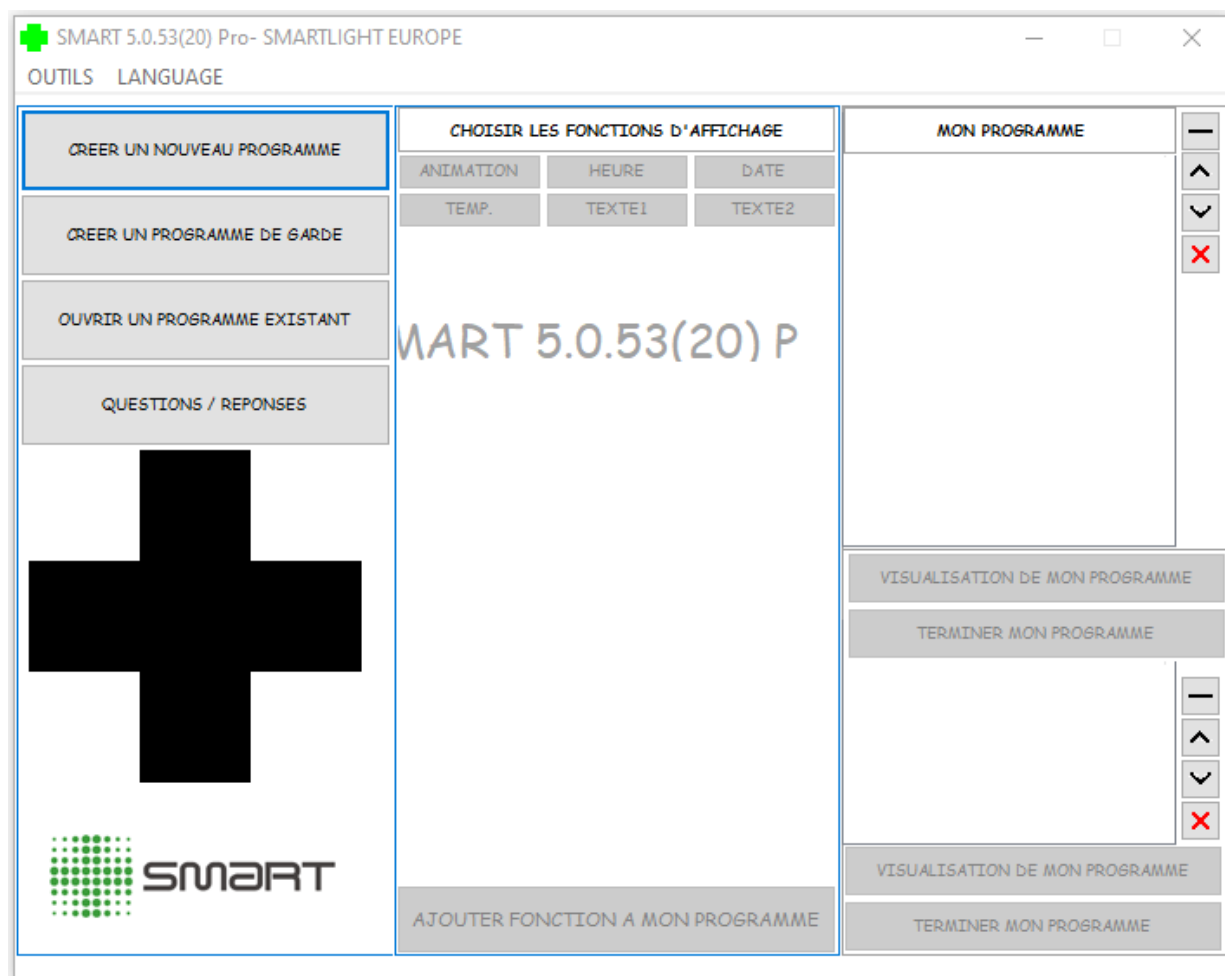 SMART 5.0.53(20) Pro- SMARTLIGHT EUROPE
OUTILS LANGUAGE
CREER UN NOUVEAU PROGRAMME
CREER UN PROGRAMME DE GARDE
OUVRIR UN PROGRAMME EXISTANT
QUESTIONS / REPONSES
SMART
CHOISIR LES FONCTIONS D'AFFICHAGE
ANIMATION HEURE DATE
TEMP. TEXTE1 TEXTE2
MART 5.0.53(20) P
AJOUTER FONCTION A MON PROGRAMME
MON PROGRAMME
VISUALISATION DE MON PROGRAMME
TERMINER MON PROGRAMME
VISUALISATION DE MON PROGRAMME
TERMINER MON PROGRAMME